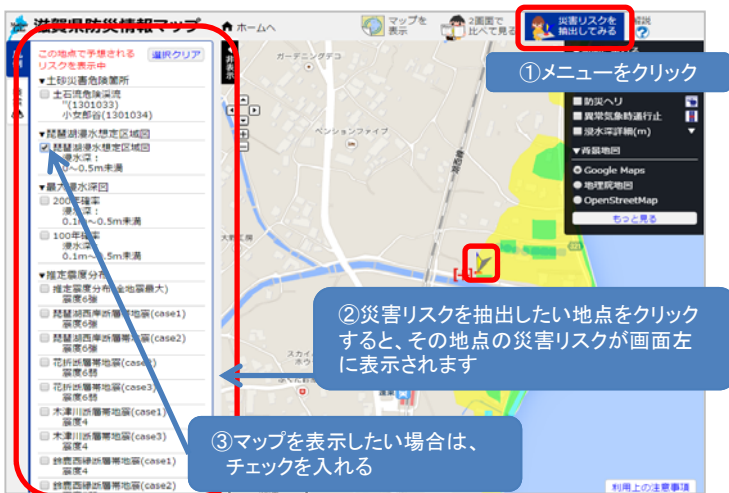 滋賀県防災情報マップ
ホームへ
マップを
表示
2画面で
比べて見る
災害リスクを
抽出してみる
解説
①メニューをクリック
この地点で予想される
リスクを表示中
選択クリア
▼土砂災害危険箇所
土石流危険渓流
"(1301033)
小女郎谷(1301034)
▼琵琶湖浸水想定区域図
琵琶湖浸水想定区域図
浸水深:
0～0.5m未満
▼最大浸水深図
200年確率
浸水深:
0.1m～0.5m未満
100年確率
浸水深:
0.1m～0.5m未満
▼推定震度分布
推定震度分布(全地震最大)
震度6強
琵琶湖西岸断層帯地震(case1)
震度6強
琵琶湖西岸断層帯地震(case2)
震度6強
花折断層帯地震(case
震度6弱
花折断層帯地震(case3)
震度6弱
木津川断層帯地震(case1)
震度4
木津川断層帯地震(case3)
震度4
鈴鹿西縁断層帯地震(case1)
震度4
鈴鹿西縁断層帯地震(case2)
非表示
ガーデニングデコ
ペンションファイブ
湖西線
防災ヘリ
異常気象時通行止
浸水深詳細(m)
▼背景地図
Google Maps
地理院地図
OpenStreetMap
もっと見る
②災害リスクを抽出したい地点をクリック
すると、その地点の災害リスクが画面左
に表示されます
③マップを表示したい場合は、
チェックを入れる
利用上の注意事項